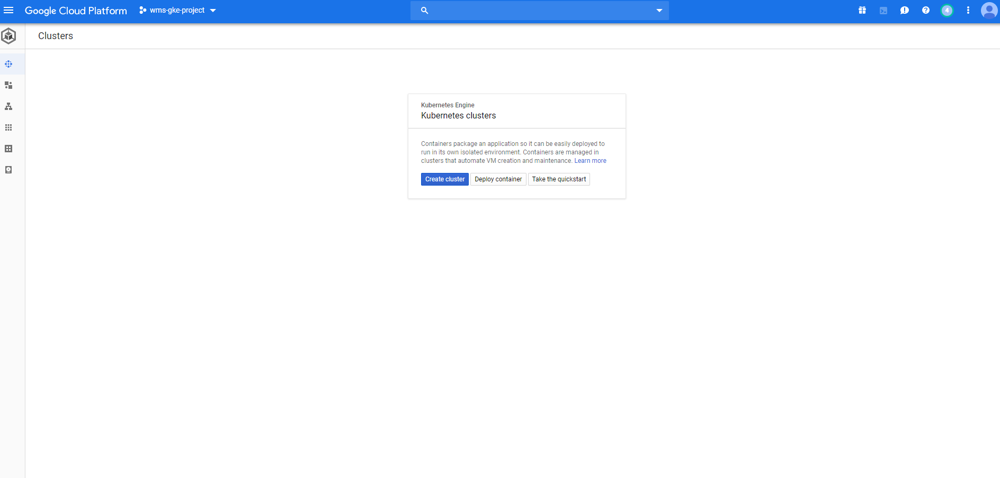 Google Cloud Platform
wms-gke-project
4
Clusters
Kubernetes Engine
Kubernetes clusters
Containers package an application so it can be easily deployed to
run in its own isolated environment. Containers are managed in
clusters that automate VM creation and maintenance. Learn more
Create cluster
Deploy container
Take the quickstart